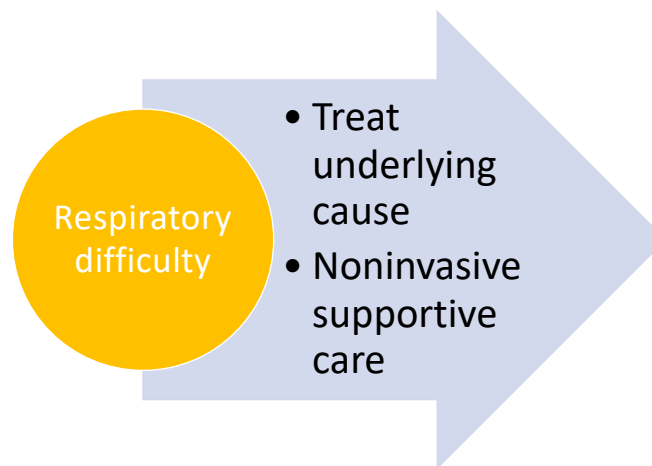 Respiratory
difficulty
• Treat
underlying
cause
• Noninvasive
supportive
care